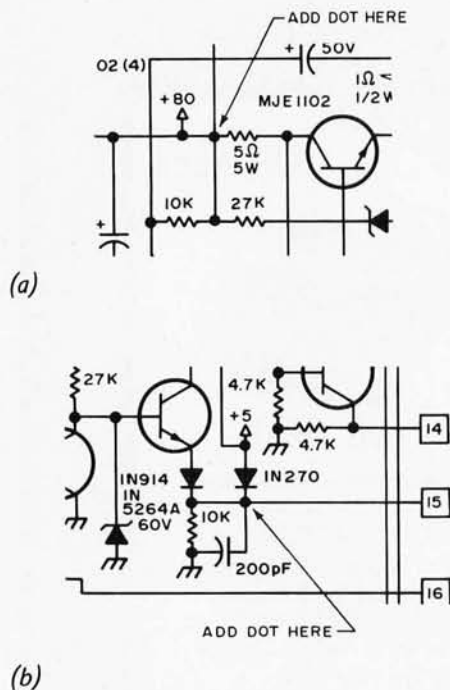 ADD DOT HERE
+ 50V
02 (4)
1Ω
1/2W
+80
MJE1102
5Ω
5W
10K
27K
+
(a)
27K
4.7K
+5
4.7K
14
1N914
1N
5264A
60V
1N270
15
10K
200pF
16
ADD DOT HERE
(b)